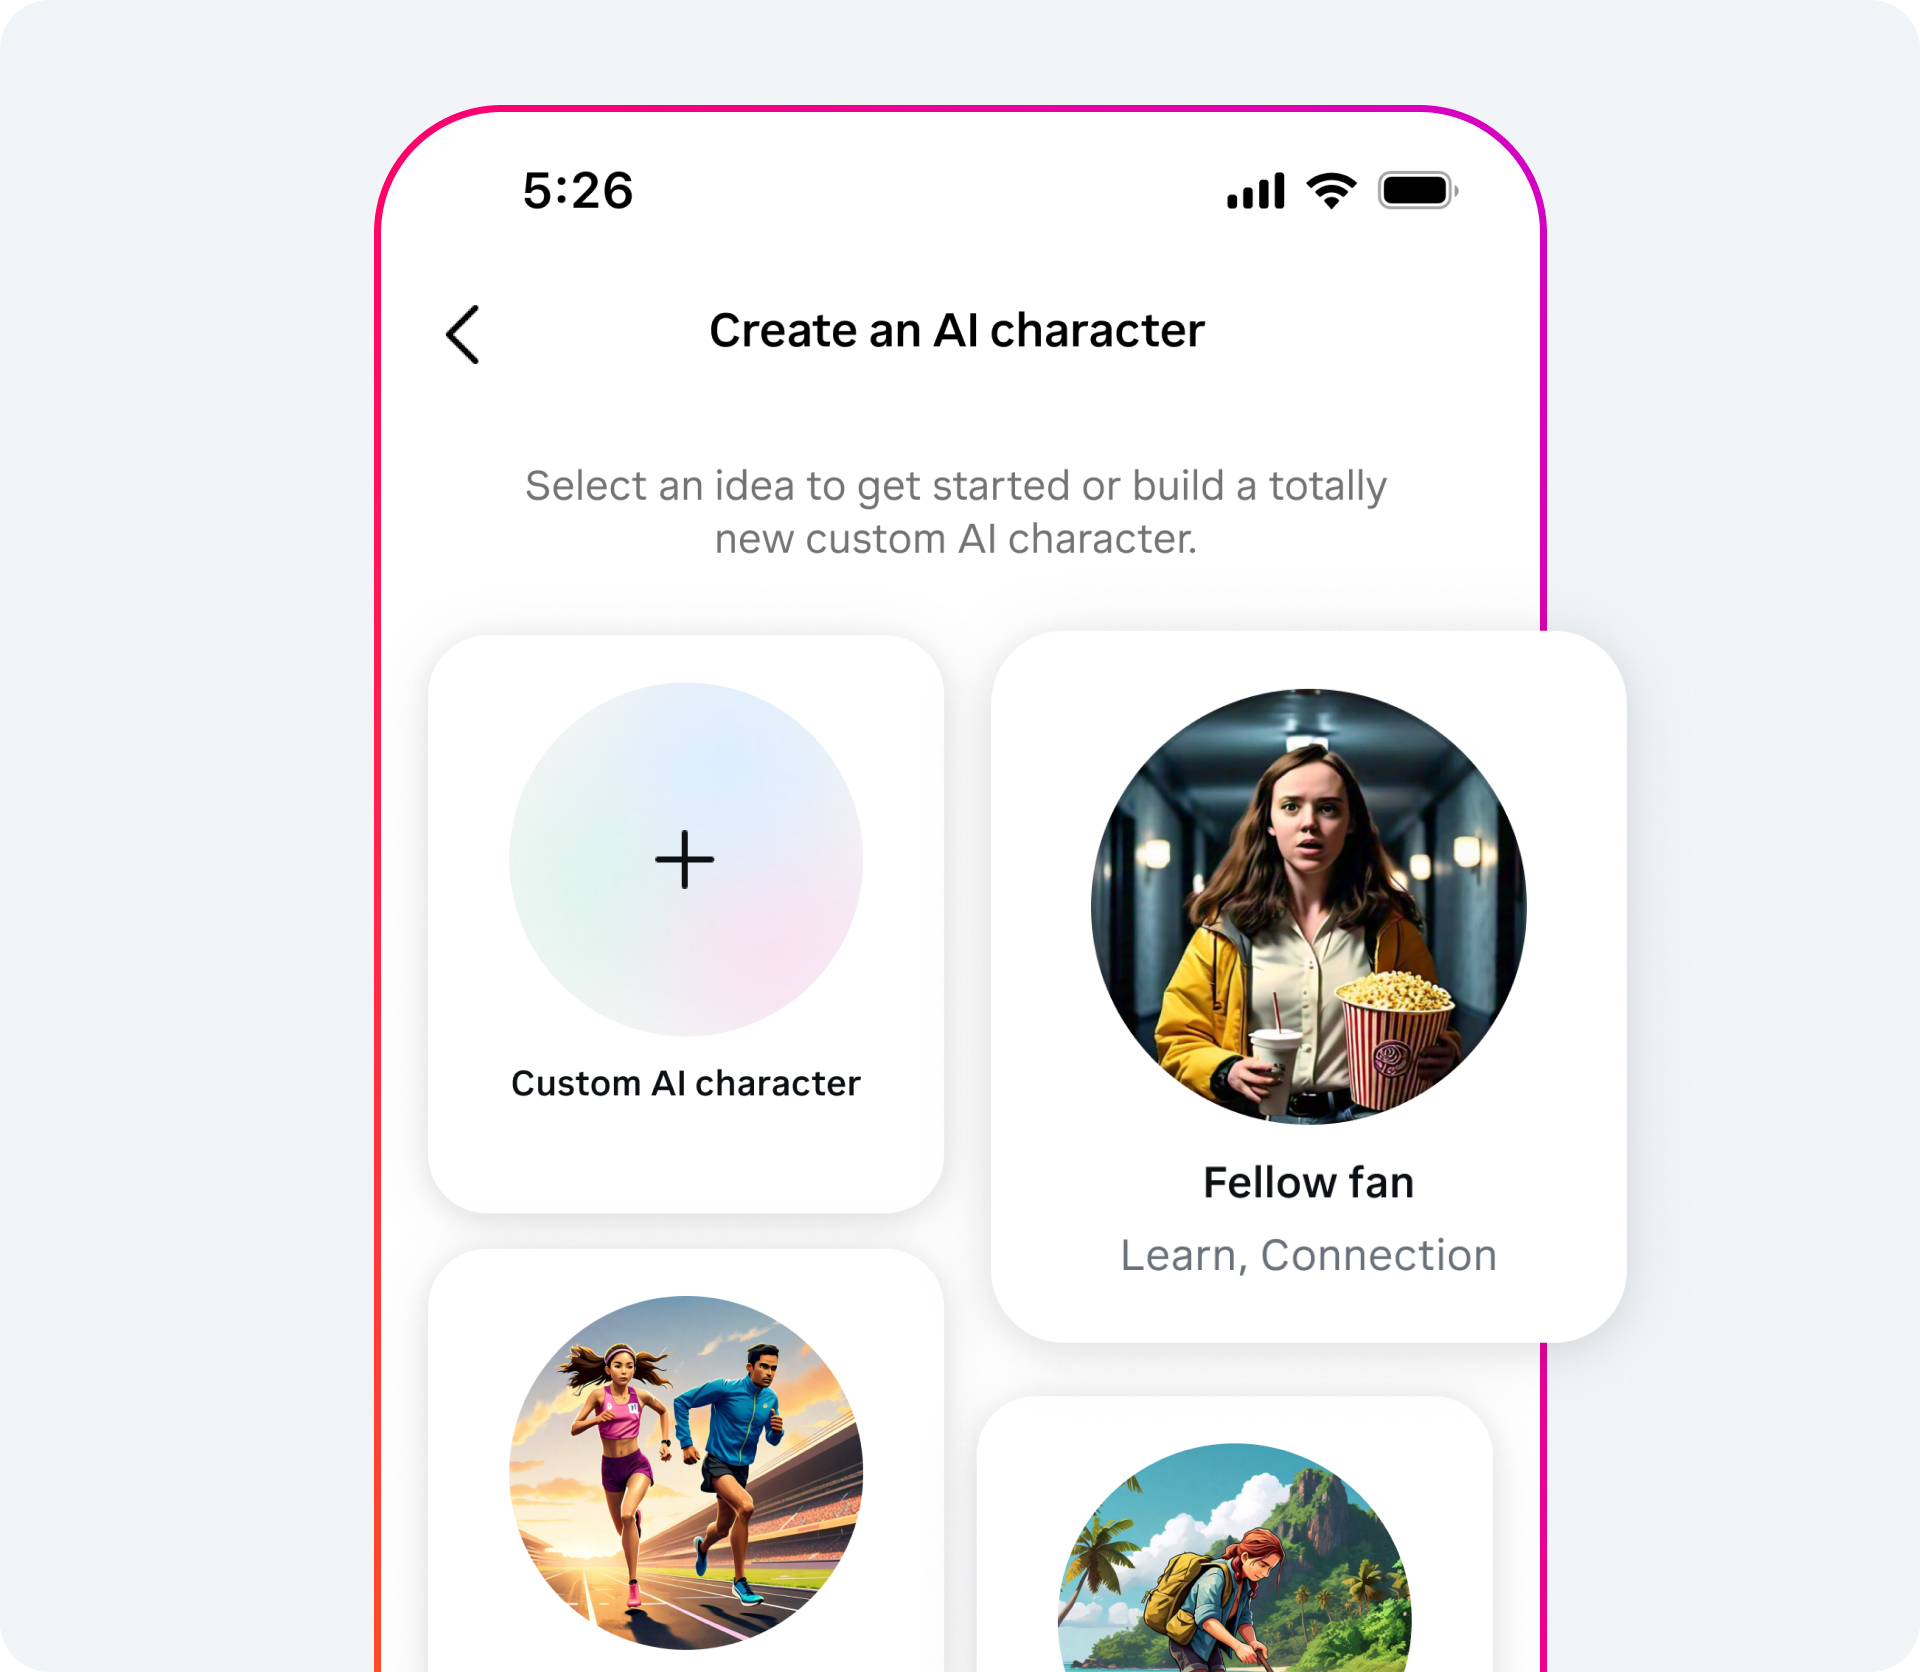 5:26
Create an AI character
Select an idea to get started or build a totally
new custom AI character.
Custom AI character
Fellow fan
Learn, Connection